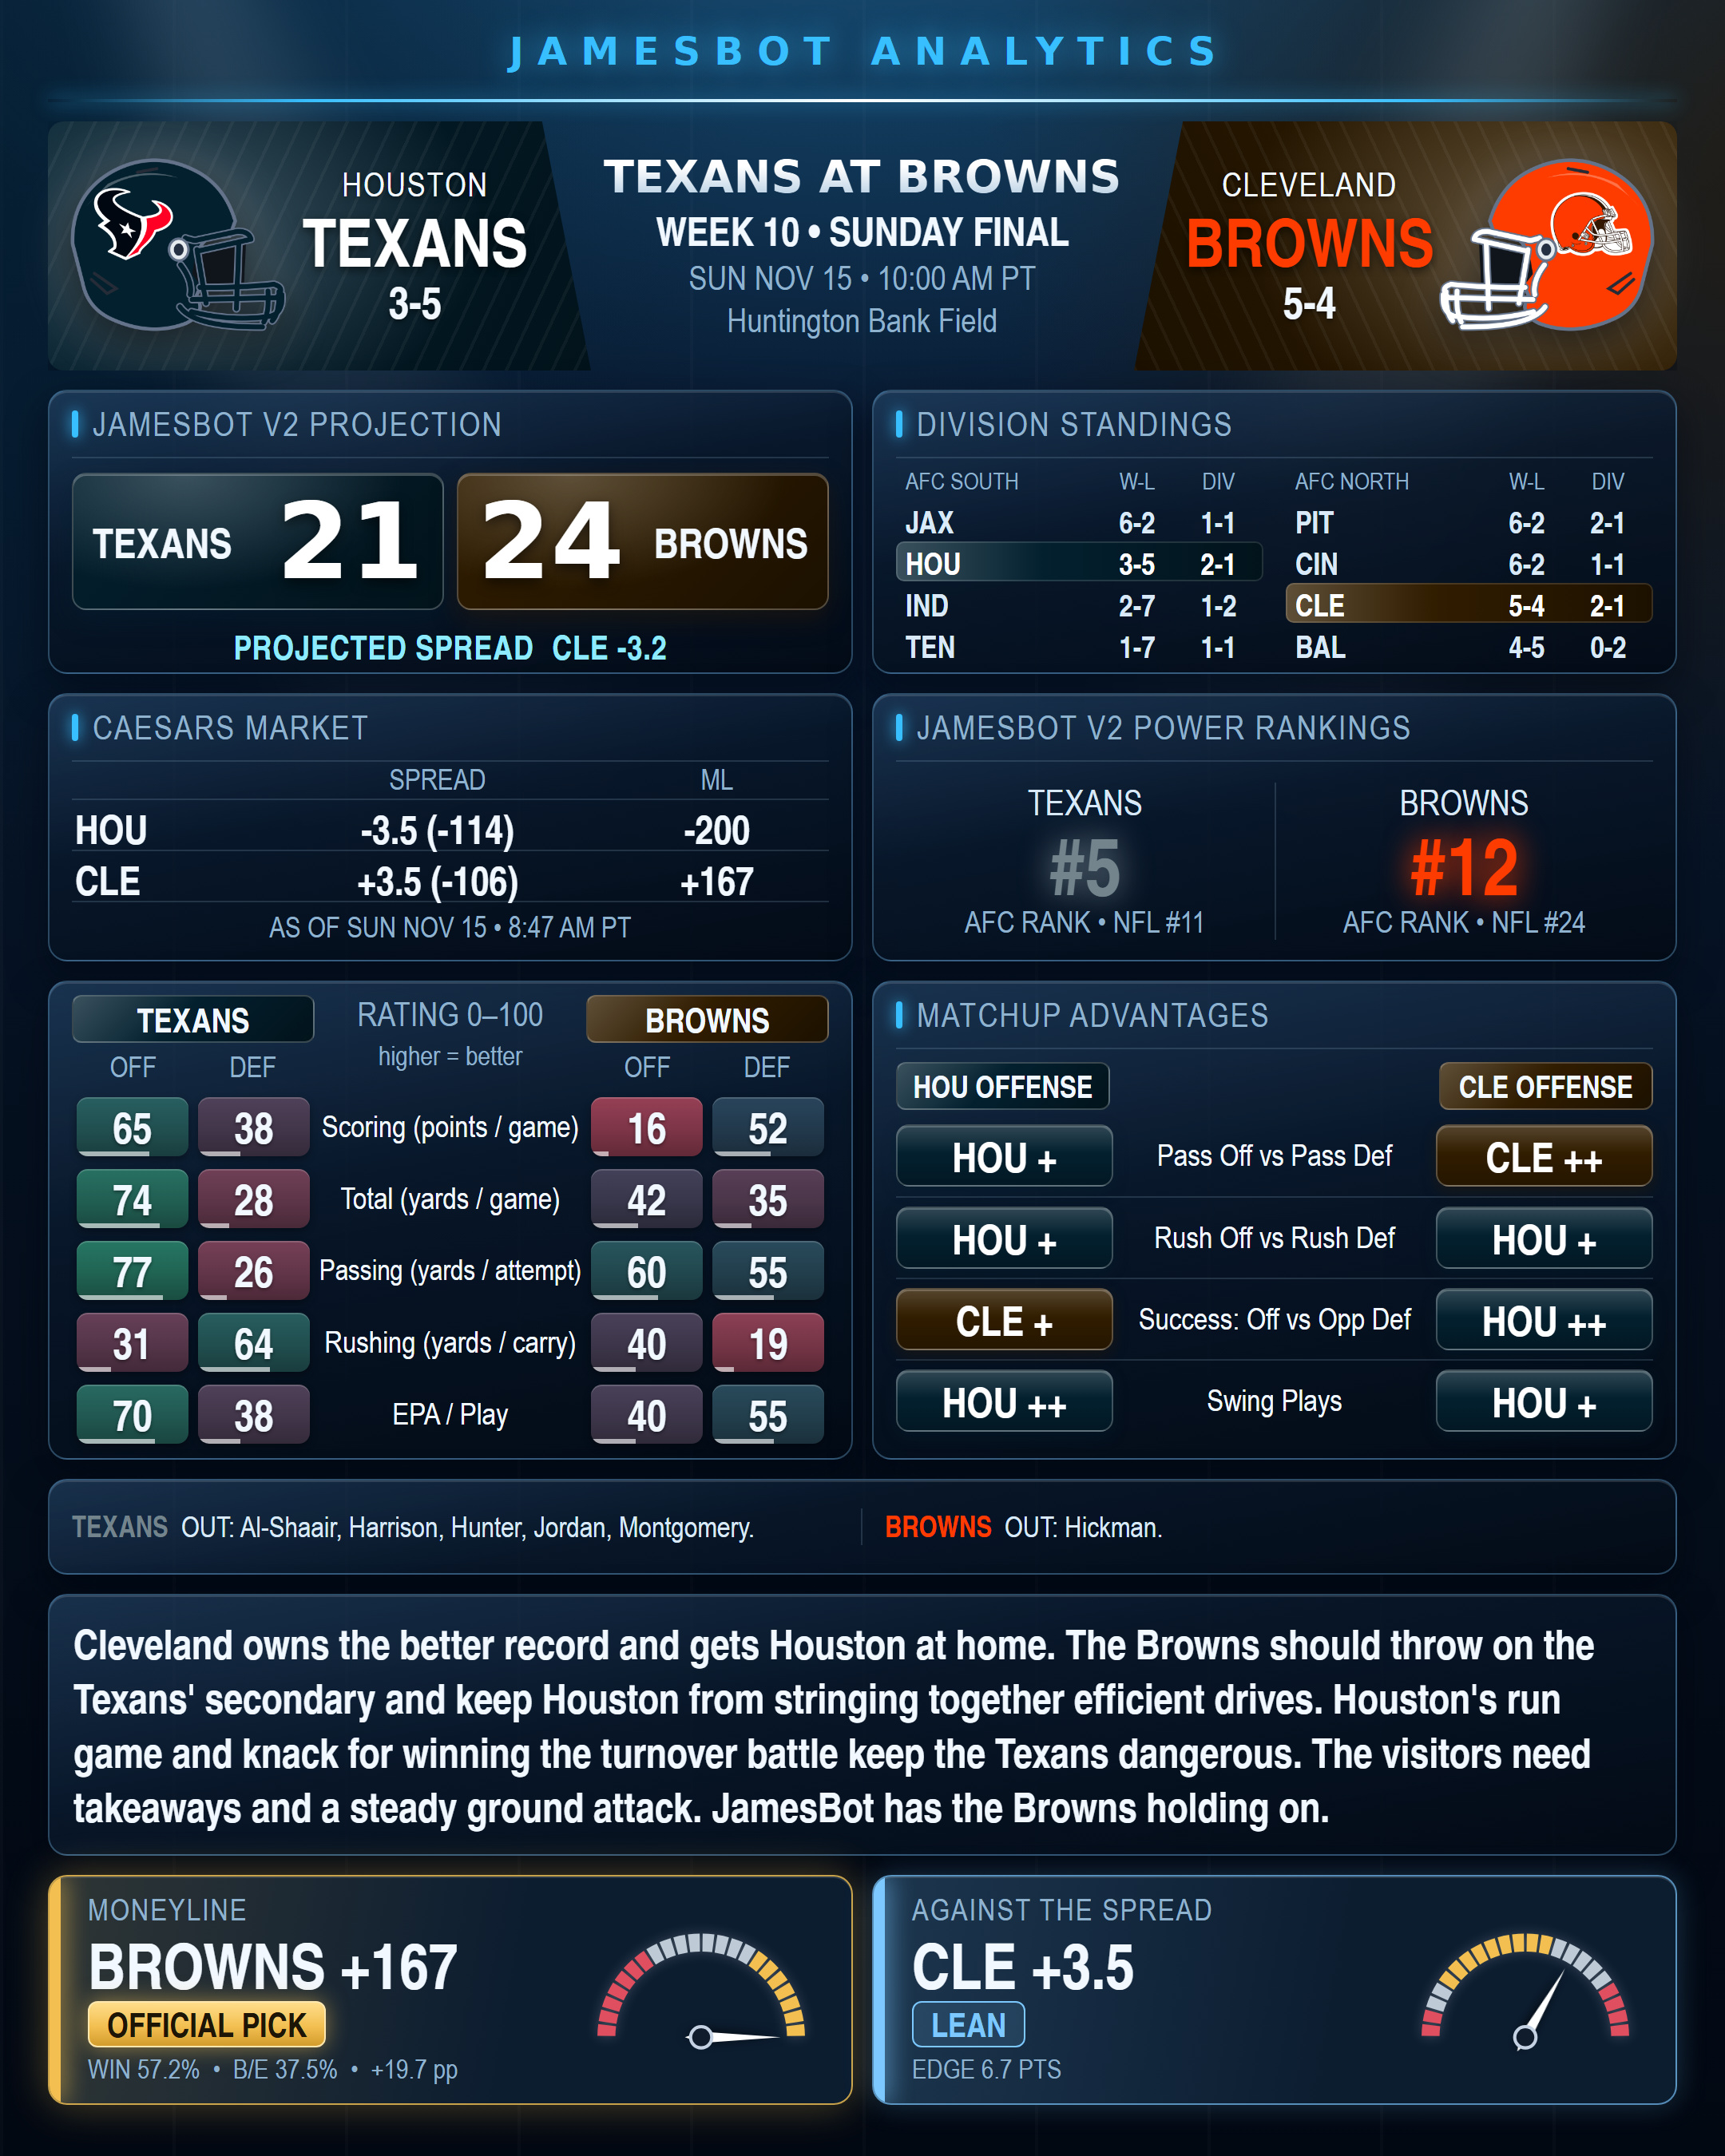 JAMESBOT ANALYTICS
HOUSTON
TEXANS
3-5
TEXANS AT BROWNS
WEEK 10 • SUNDAY FINAL
SUN NOV 15 • 10:00 AM PT
Huntington Bank Field
CLEVELAND
BROWNS
5-4
JAMESBOT V2 PROJECTION
TEXANS 21 24 BROWNS
PROJECTED SPREAD CLE -3.2
DIVISION STANDINGS
AFC SOUTH W-L DIV AFC NORTH W-L DIV
JAX 6-2 1-1 PIT 6-2 2-1
HOU 3-5 2-1 CIN 6-2 1-1
IND 2-7 1-2 CLE 5-4 2-1
TEN 1-7 1-1 BAL 4-5 0-2
CAESARS MARKET
SPREAD ML
HOU -3.5 (-114) -200
CLE +3.5 (-106) +167
AS OF SUN NOV 15 • 8:47 AM PT
JAMESBOT V2 POWER RANKINGS
TEXANS BROWNS
#5 #12
AFC RANK • NFL #11 AFC RANK • NFL #24
TEXANS RATING 0–100 BROWNS
higher = better
OFF DEF OFF DEF
65 38 Scoring (points / game) 16 52
74 28 Total (yards / game) 42 35
77 26 Passing (yards / attempt) 60 55
31 64 Rushing (yards / carry) 40 19
70 38 EPA / Play 40 55
MATCHUP ADVANTAGES
HOU OFFENSE CLE OFFENSE
HOU + Pass Off vs Pass Def CLE ++
HOU + Rush Off vs Rush Def HOU +
CLE + Success: Off vs Opp Def HOU ++
HOU ++ Swing Plays HOU +
TEXANS OUT: Al-Shaair, Harrison, Hunter, Jordan, Montgomery.
BROWNS OUT: Hickman.
Cleveland owns the better record and gets Houston at home. The Browns should throw on the
Texans' secondary and keep Houston from stringing together efficient drives. Houston's run
game and knack for winning the turnover battle keep the Texans dangerous. The visitors need
takeaways and a steady ground attack. JamesBot has the Browns holding on.
MONEYLINE
BROWNS +167
OFFICIAL PICK
WIN 57.2% • B/E 37.5% • +19.7 pp
AGAINST THE SPREAD
CLE +3.5
LEAN
EDGE 6.7 PTS